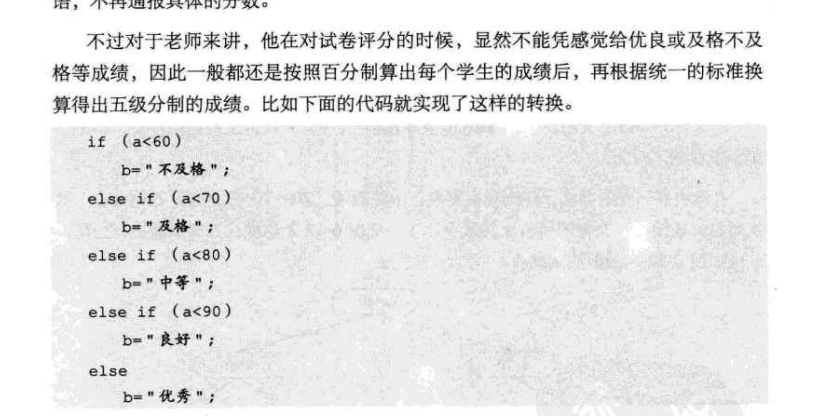 语，不再通报具体的分数。
不过对于老师来讲，他在对试卷评分的时候，显然不能凭感觉给优良或及格不及
格等成绩，因此一般都还是按照百分制算出每个学生的成绩后，再根据统一的标准换
算得出五级分制的成绩。比如下面的代码就实现了这样的转换。
if （a<60）
b="不及格";
else if （a<70）
b="及格";
else if （a<80）
b="中等";
else if （a<90）
b="良好";
else
b="优秀";